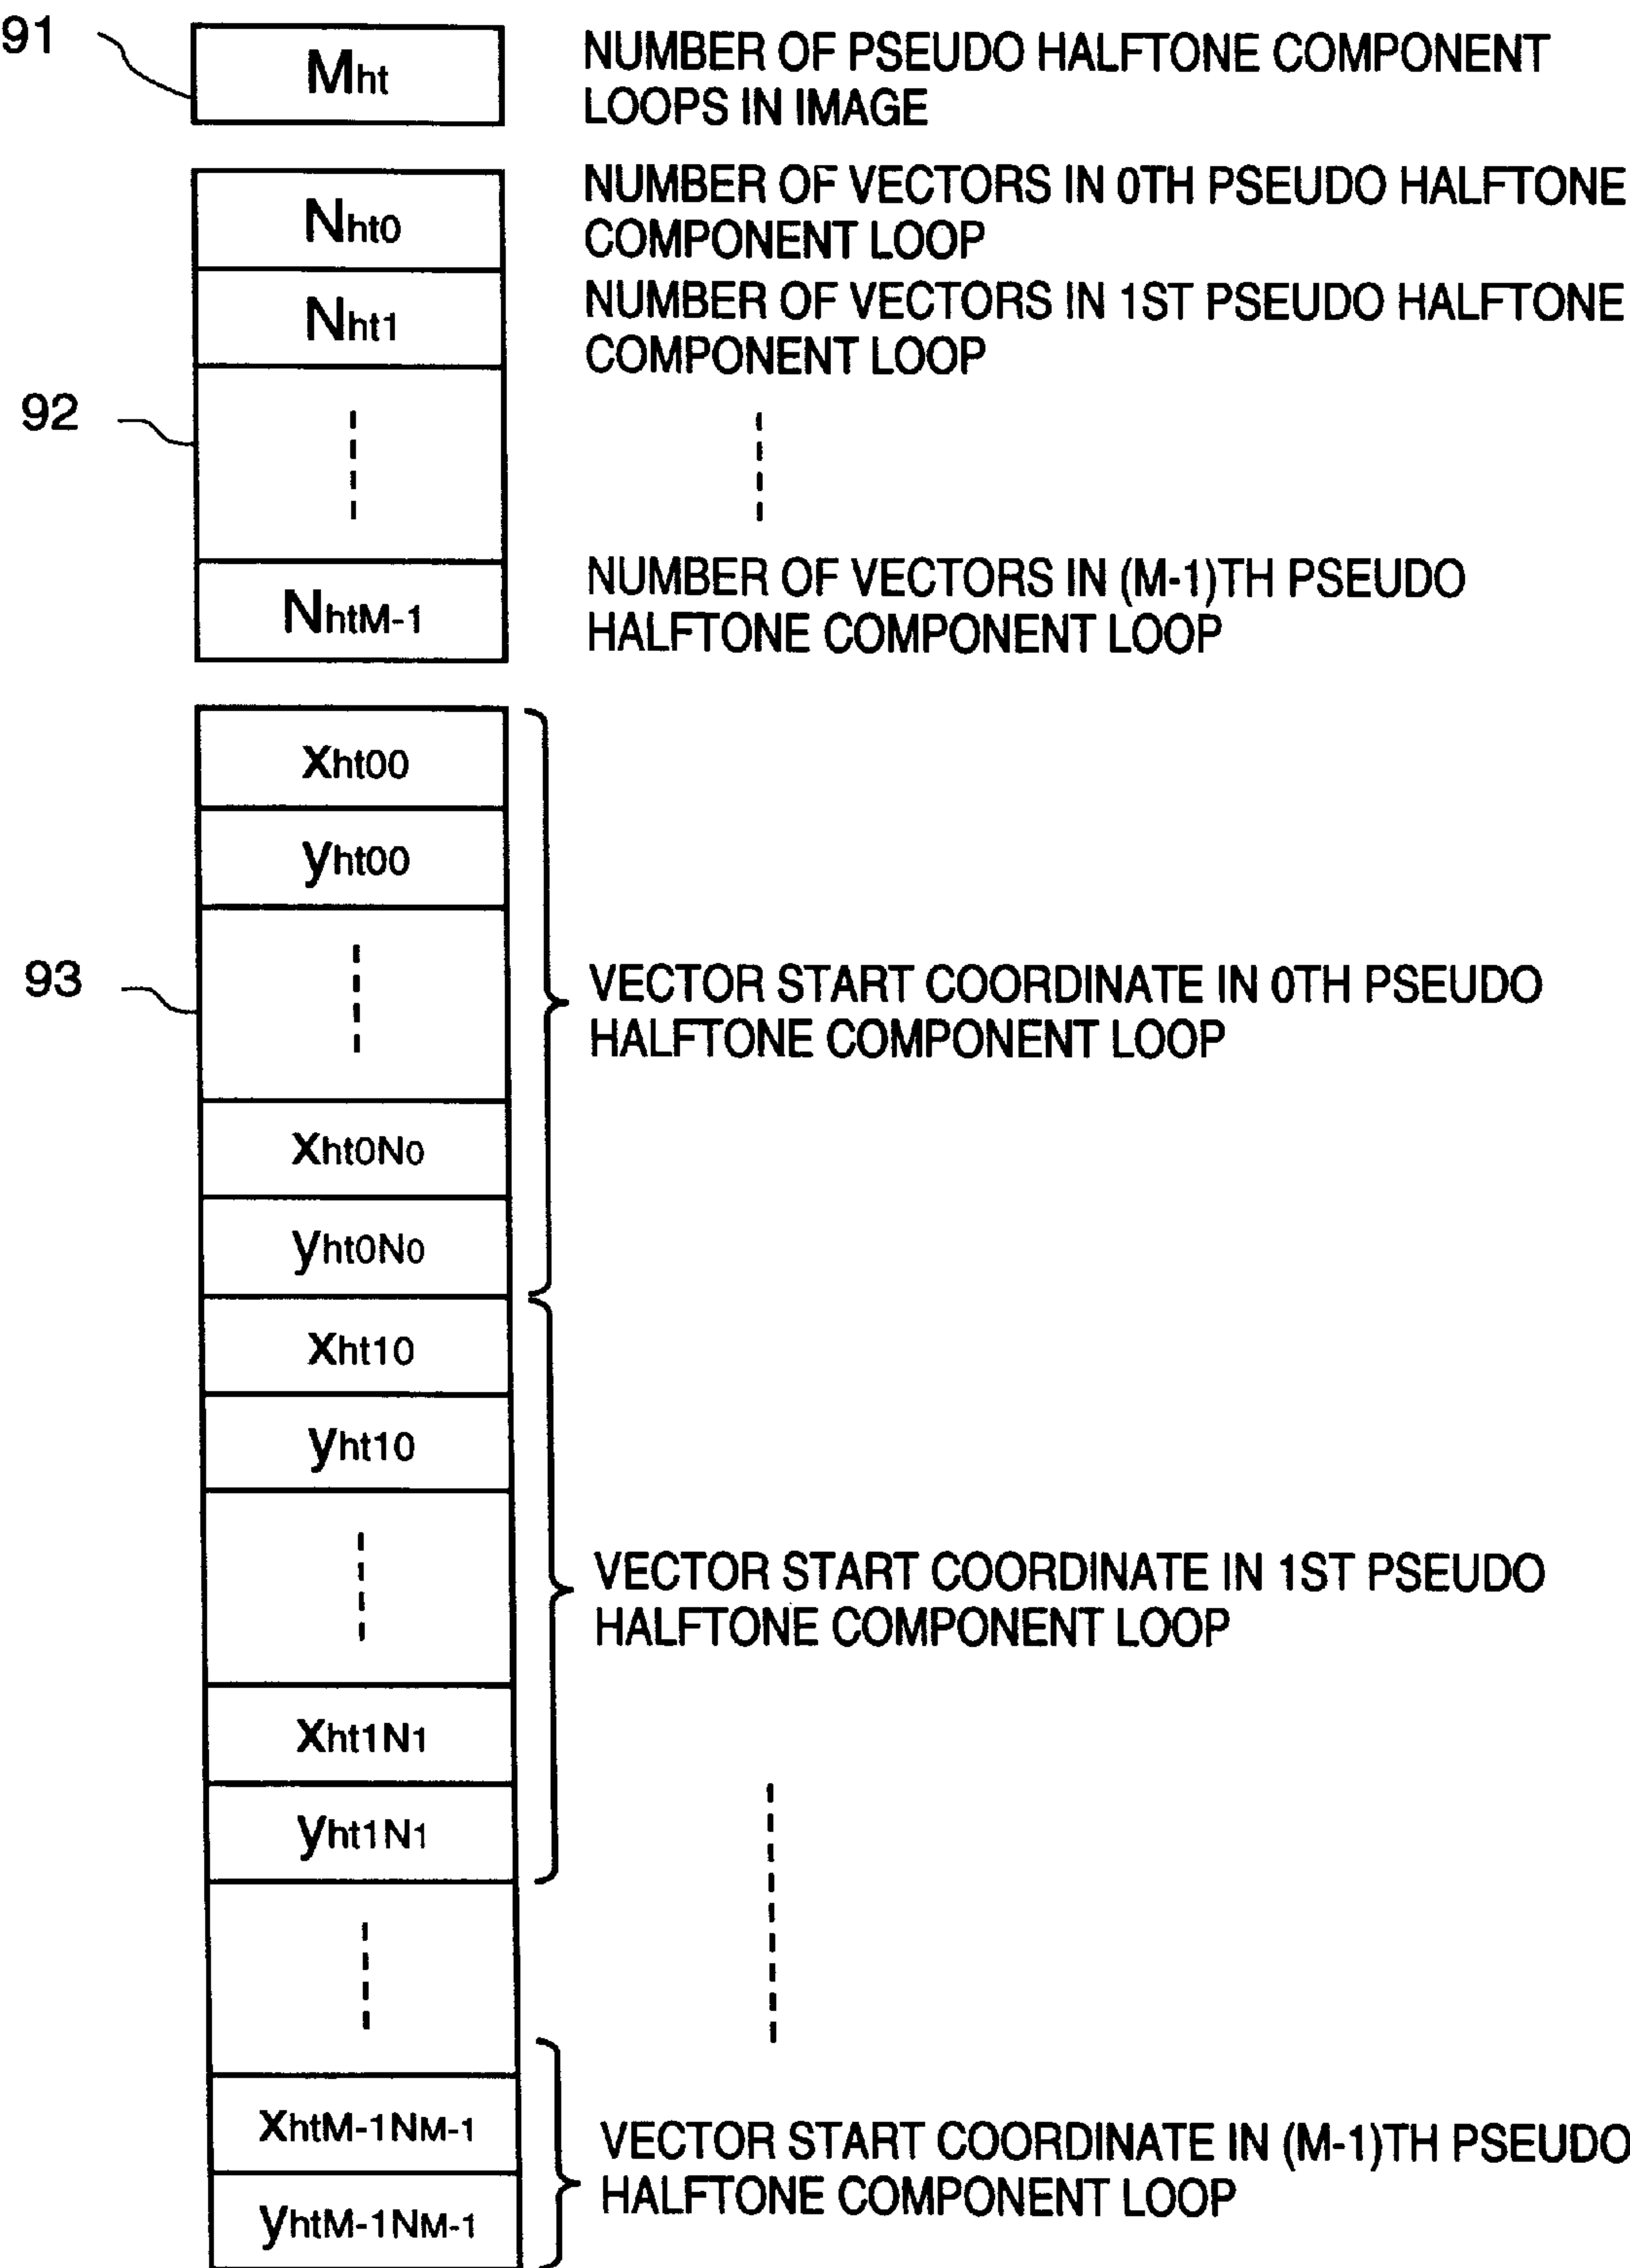 91
Mht
NUMBER OF PSEUDO HALFTONE COMPONENT
LOOPS IN IMAGE
Nht0
NUMBER OF VECTORS IN 0TH PSEUDO HALFTONE
COMPONENT LOOP
Nht1
NUMBER OF VECTORS IN 1ST PSEUDO HALFTONE
COMPONENT LOOP
92
NhtM-1
NUMBER OF VECTORS IN (M-1)TH PSEUDO
HALFTONE COMPONENT LOOP
xht00
yht00
93
VECTOR START COORDINATE IN 0TH PSEUDO
HALFTONE COMPONENT LOOP
xht0N0
yht0N0
xht10
yht10
VECTOR START COORDINATE IN 1ST PSEUDO
HALFTONE COMPONENT LOOP
xht1N1
yht1N1
xhtM-1NM-1
yhtM-1NM-1
VECTOR START COORDINATE IN (M-1)TH PSEUDO
HALFTONE COMPONENT LOOP